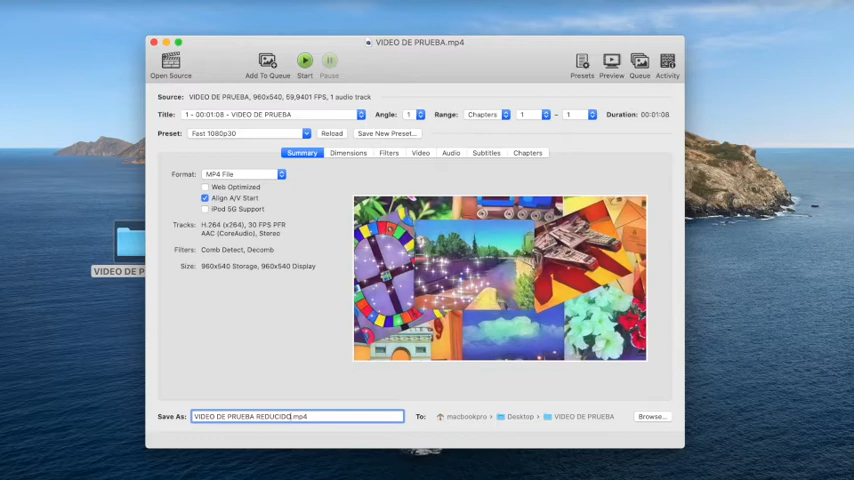 VIDEO DE PRUEBA.mp4
Open Source Add To Queue Start Pause Presets Preview Queue Activity
Source: VIDEO DE PRUEBA, 960x540, 59,9401 FPS, 1 audio track
Title: 1 - 00:01:08 - VIDEO DE PRUEBA Angle: 1 Range: Chapters 1 - 1 Duration: 00:01:08
Preset: Fast 1080p30 Reload Save New Preset...
Summary Dimensions Filters Video Audio Subtitles Chapters
Format: MP4 File
Web Optimized
Align A/V Start
iPod 5G Support
Tracks: H.264 (x264), 30 FPS PFR
AAC (CoreAudio), Stereo
Filters: Comb Detect, Decomb
Size: 960x540 Storage, 960x540 Display
VIDEO DE P
Save As: VIDEO DE PRUEBA REDUCIDO.mp4 To: macbookpro Desktop VIDEO DE PRUEBA Browse...